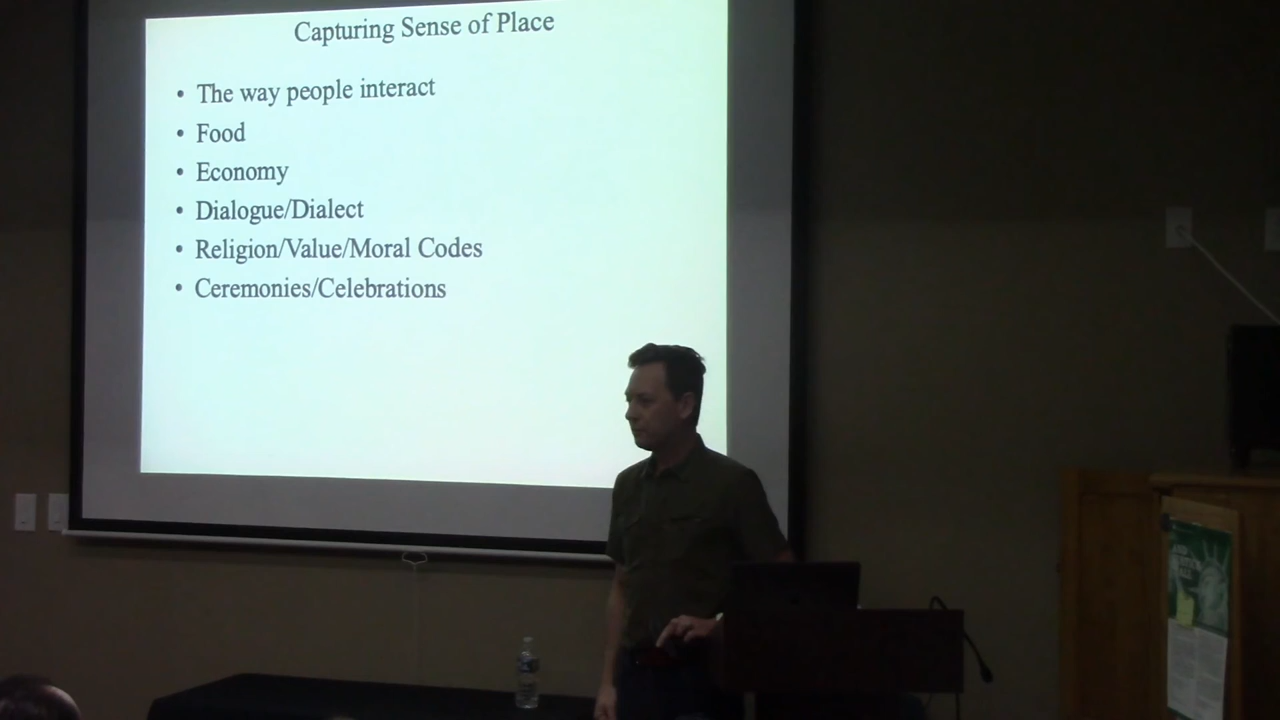 Capturing Sense of Place
• The way people interact
• Food
• Economy
• Dialogue/Dialect
• Religion/Value/Moral Codes
• Ceremonies/Celebrations